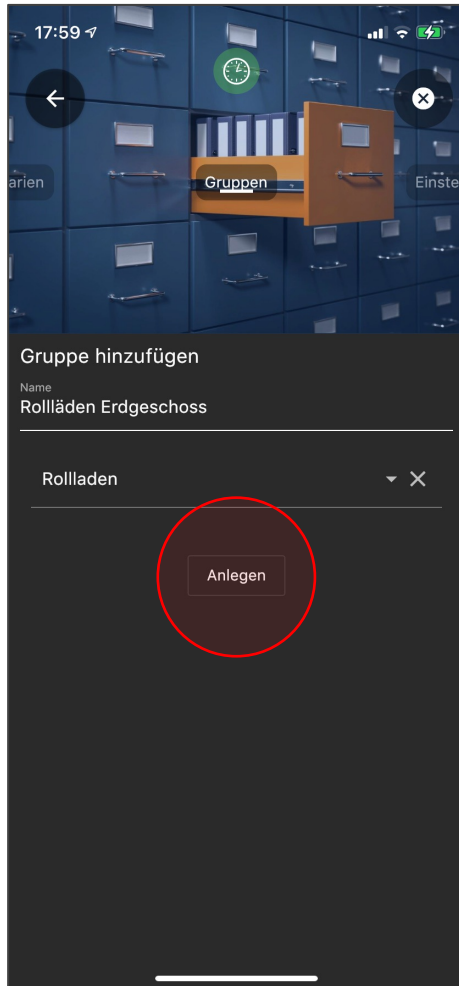 17:59
arien
Gruppen
Einste
Gruppe hinzufügen
Name
Rollläden Erdgeschoss
Rollladen
Anlegen